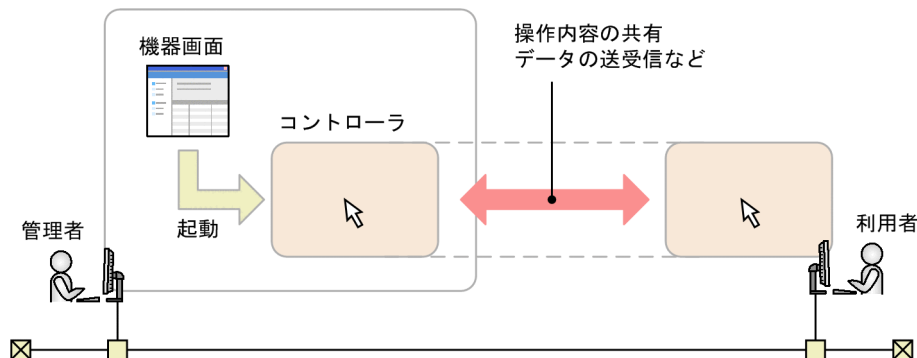 機器画面
操作内容の共有
データの送受信など
コントローラ
起動
管理者
利用者